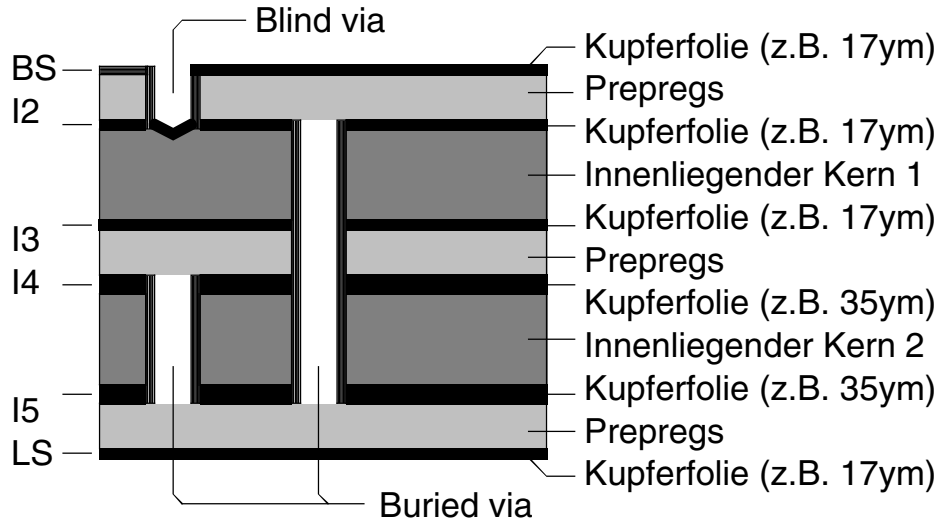 Blind via
BS
I2
I3
I4
I5
LS
Kupferfolie (z.B. 17ym)
Prepregs
Kupferfolie (z.B. 17ym)
Innenliegender Kern 1
Kupferfolie (z.B. 17ym)
Prepregs
Kupferfolie (z.B. 35ym)
Innenliegender Kern 2
Kupferfolie (z.B. 35ym)
Prepregs
Kupferfolie (z.B. 17ym)
Buried via